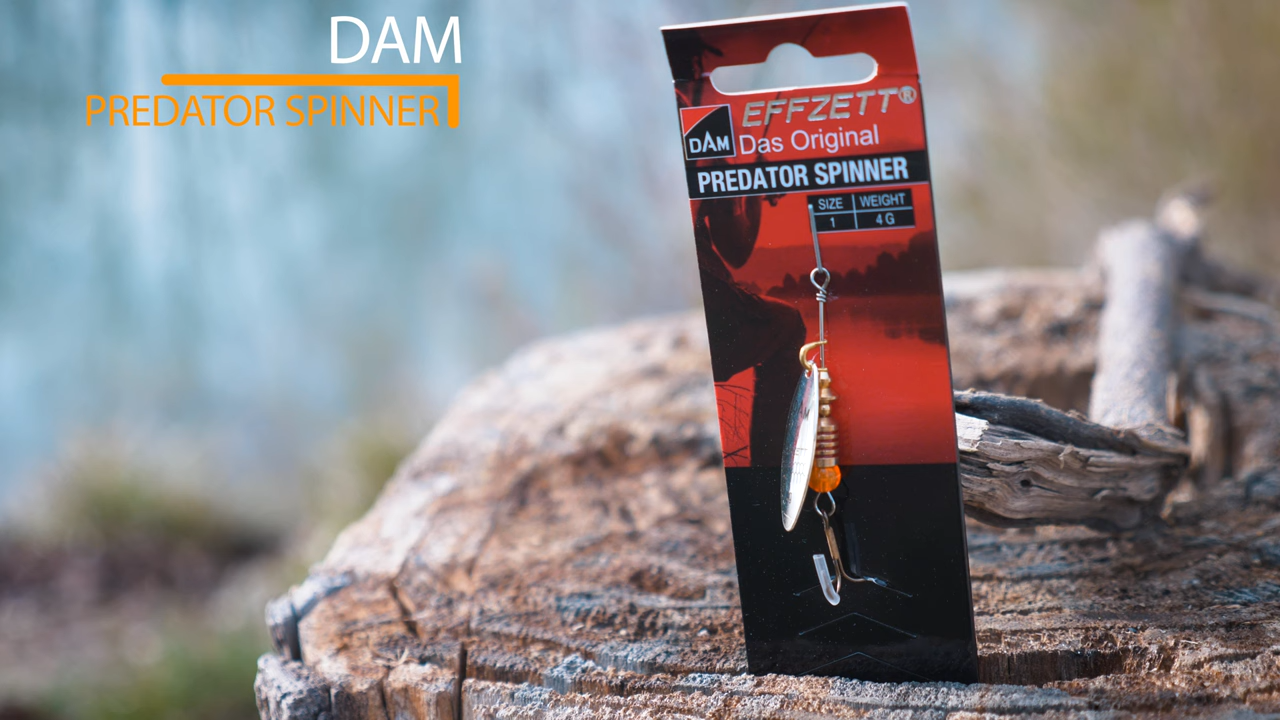 DAM
PREDATOR SPINNER
EFFZETT®
DAM Das Original
PREDATOR SPINNER
SIZE WEIGHT
1 4 G